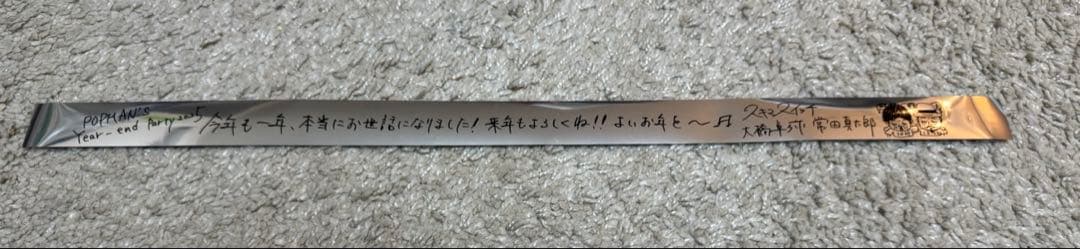 POPMAN'S
Year-end Party 2025
今年も一年、本当にお世話になりました!来年もよろしくね!!よいお年を〜♬
スキマスイッチ
大橋卓弥 常田真太郎